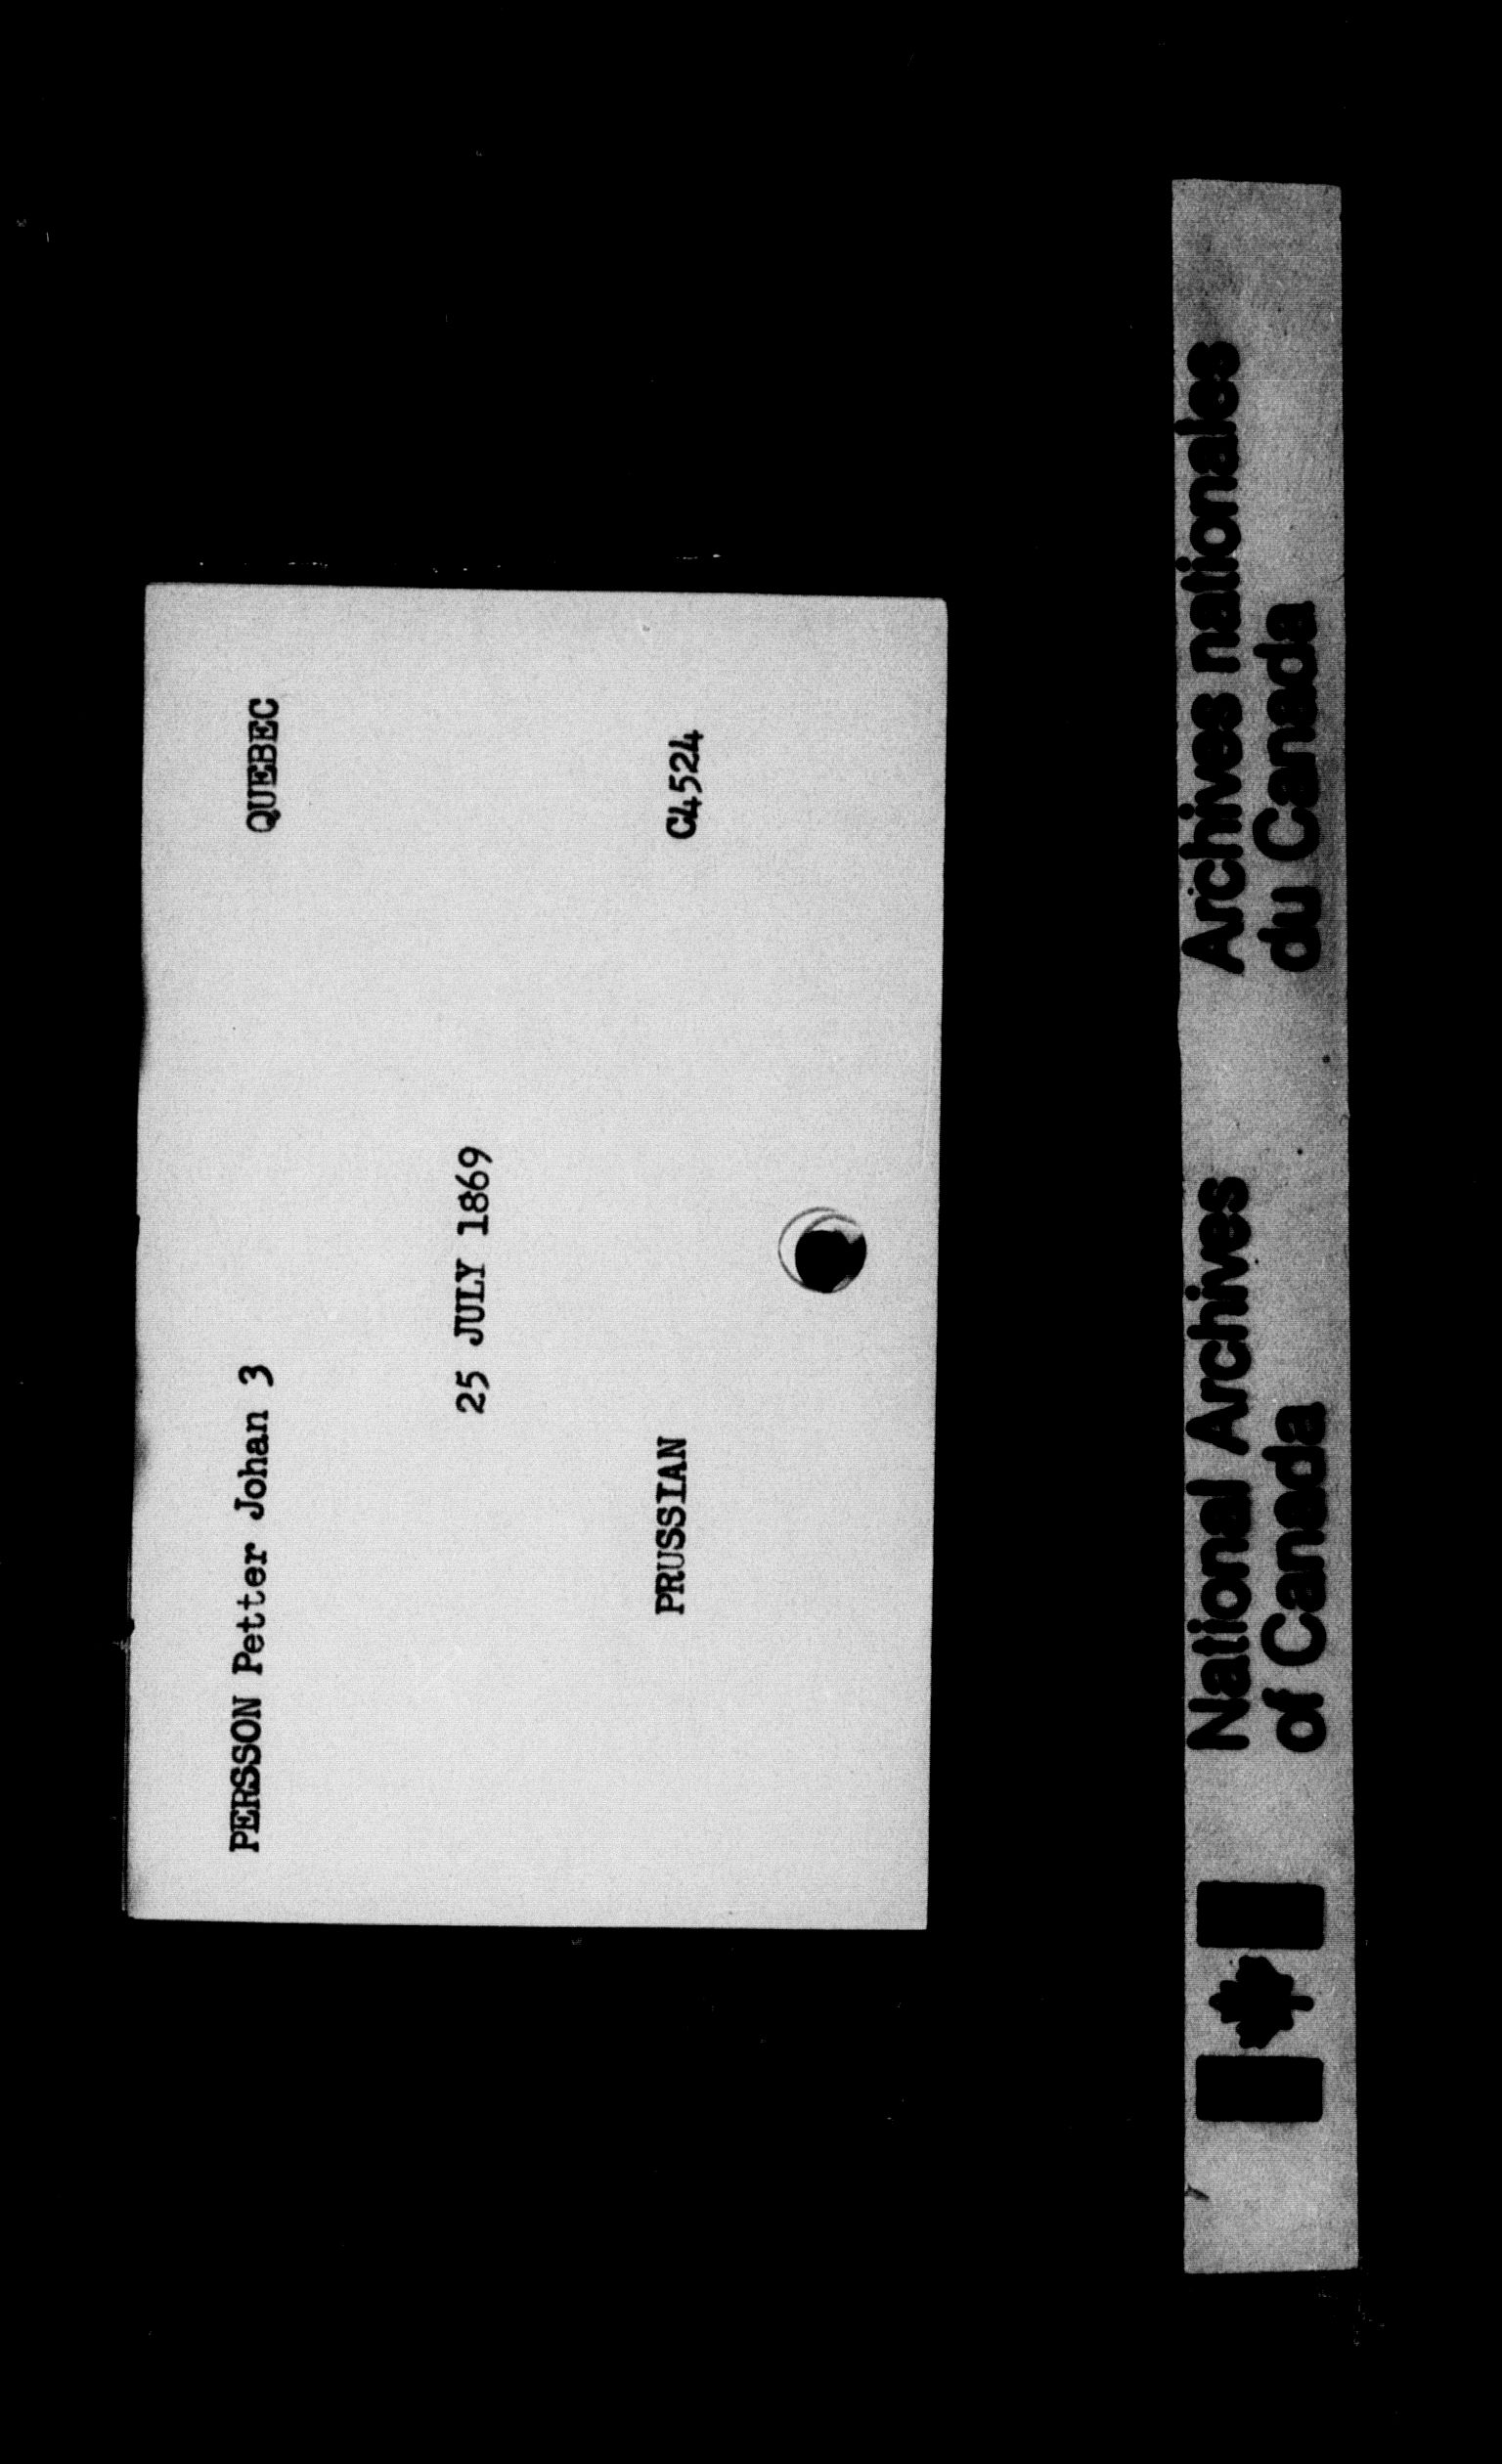 PERSSON Petter Johan 3 QUEBEC
25 JULY 1869
PRUSSIAN C4524
National Archives
of Canada
Archives nationales
du Canada